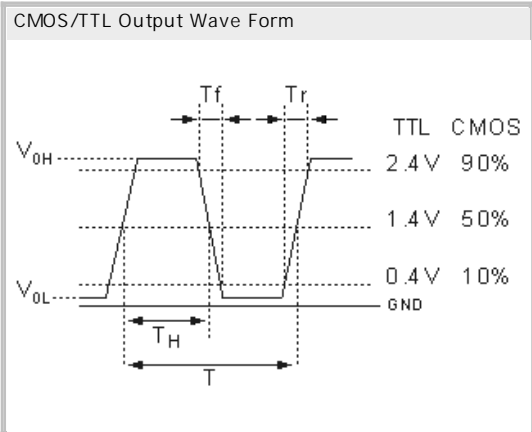 CMOS/TTL Output Wave Form
Tf Tr
TTL CMOS
V0H
2.4V 90%
1.4V 50%
0.4V 10%
V0L
GND
TH
T